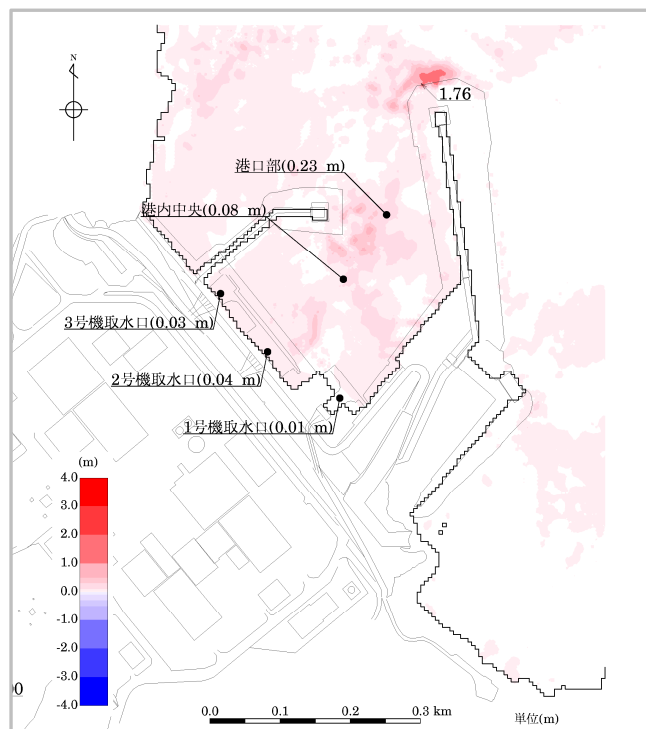 N
1.76
港口部(0.23 m)
港内中央(0.08 m)
3号機取水口(0.03 m)
2号機取水口(0.04 m)
1号機取水口(0.01 m)
(m)
4.0
3.0
2.0
1.0
0.0
-1.0
-2.0
-3.0
-4.0
0.0 0.1 0.2 0.3 km
単位(m)